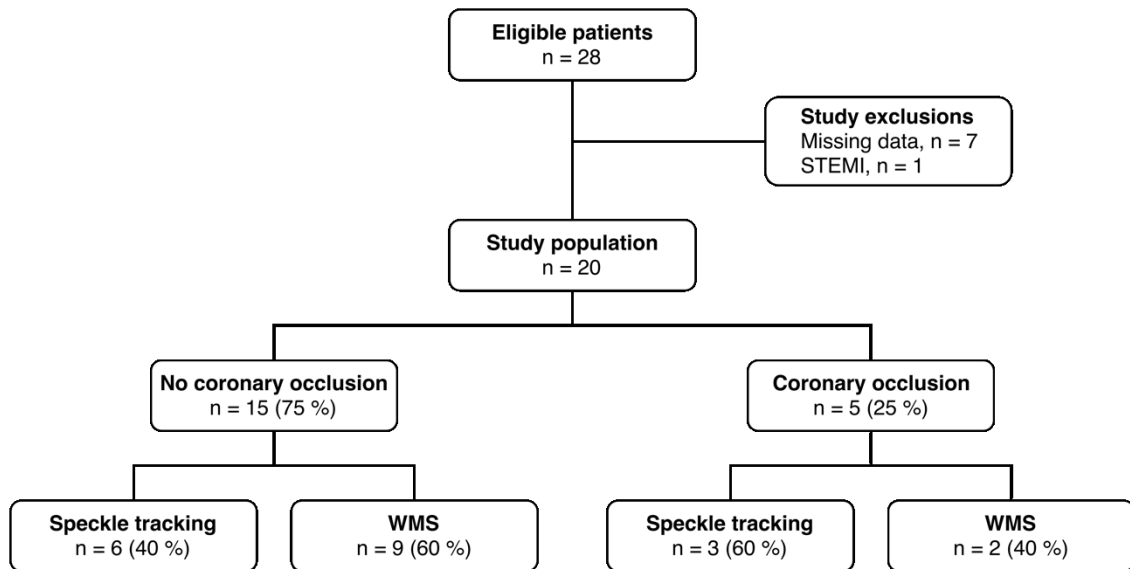 Eligible patients
n = 28
Study exclusions
Missing data, n = 7
STEMI, n = 1
Study population
n = 20
No coronary occlusion
n = 15 (75 %)
Coronary occlusion
n = 5 (25 %)
Speckle tracking
n = 6 (40 %)
WMS
n = 9 (60 %)
Speckle tracking
n = 3 (60 %)
WMS
n = 2 (40 %)